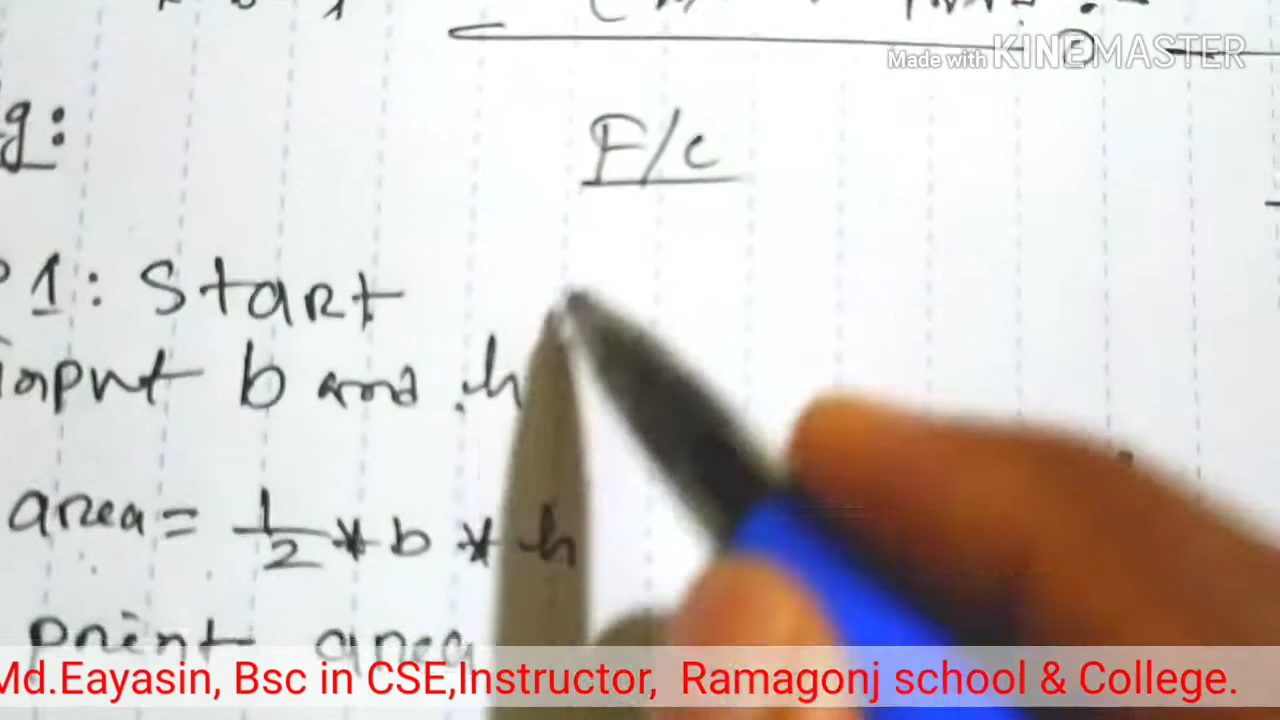 Made with KINEMASTER
g:
F/C
1: Start
input b and h
area = 1/2 * b * h
print area
Md.Eayasin, Bsc in CSE,Instructor, Ramagonj school & College.